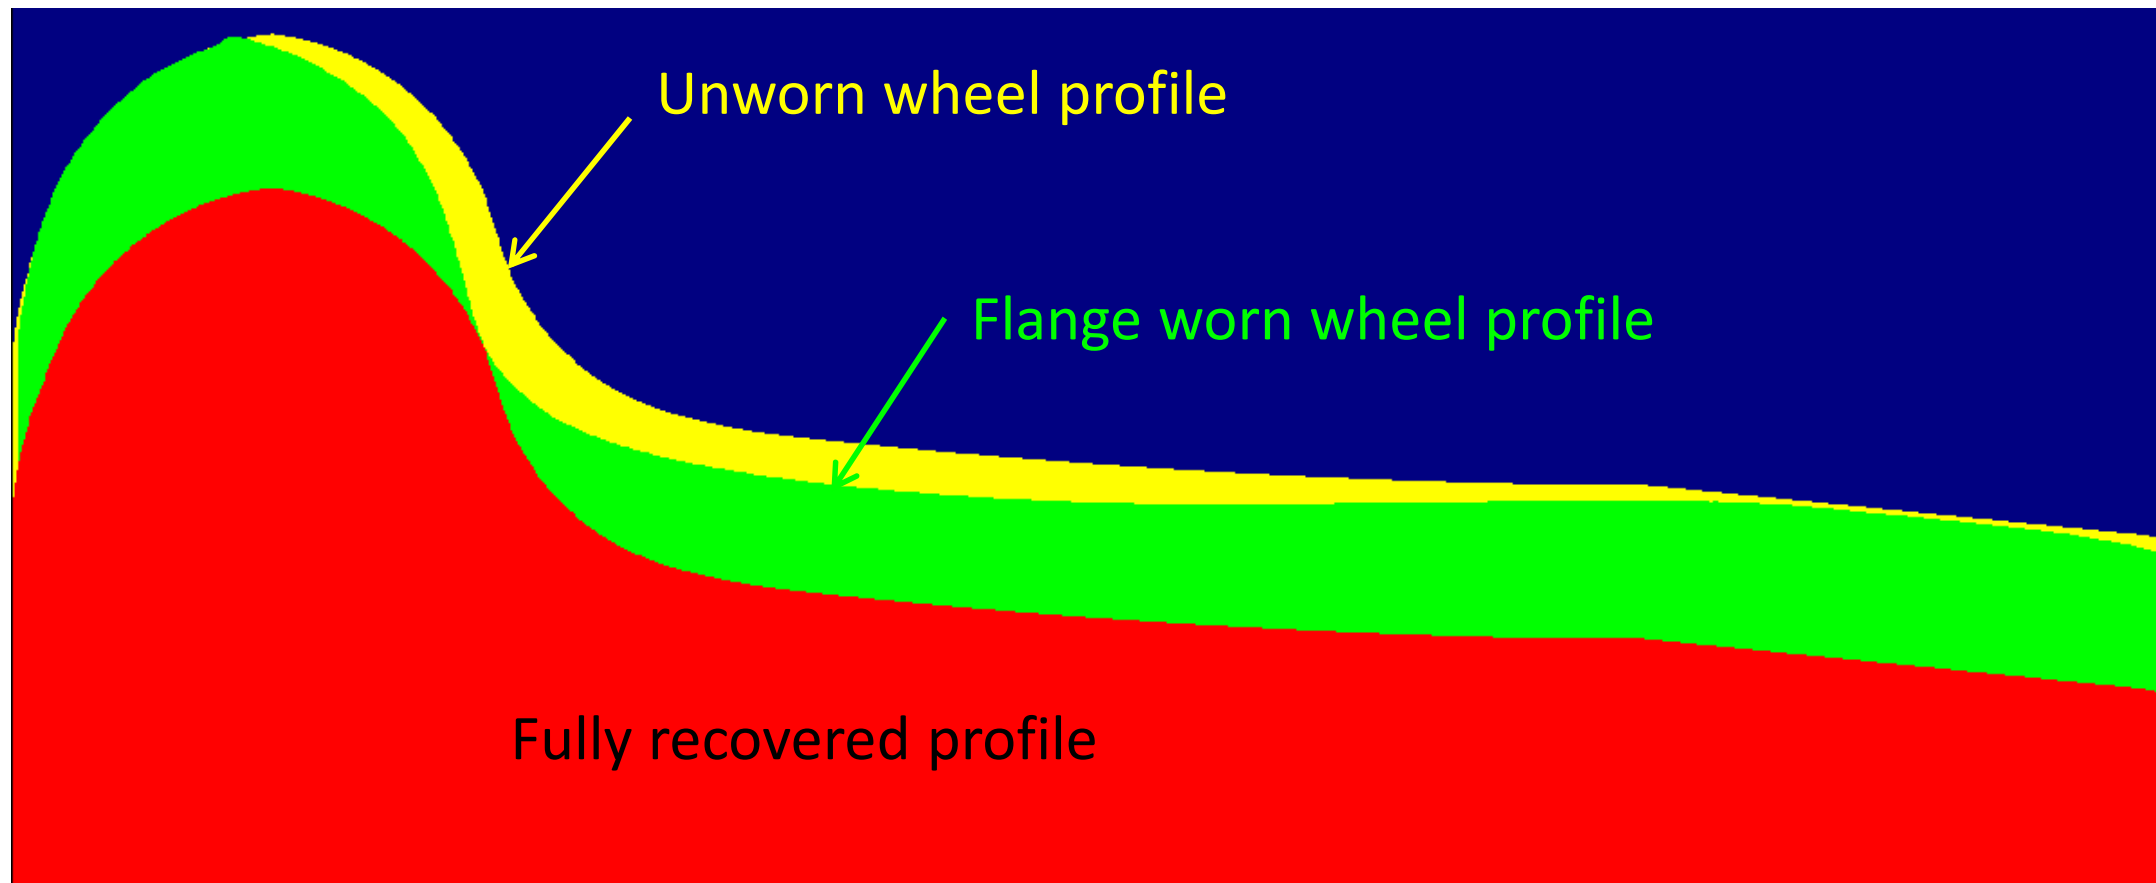 Unworn wheel profile
Flange worn wheel profile
Fully recovered profile